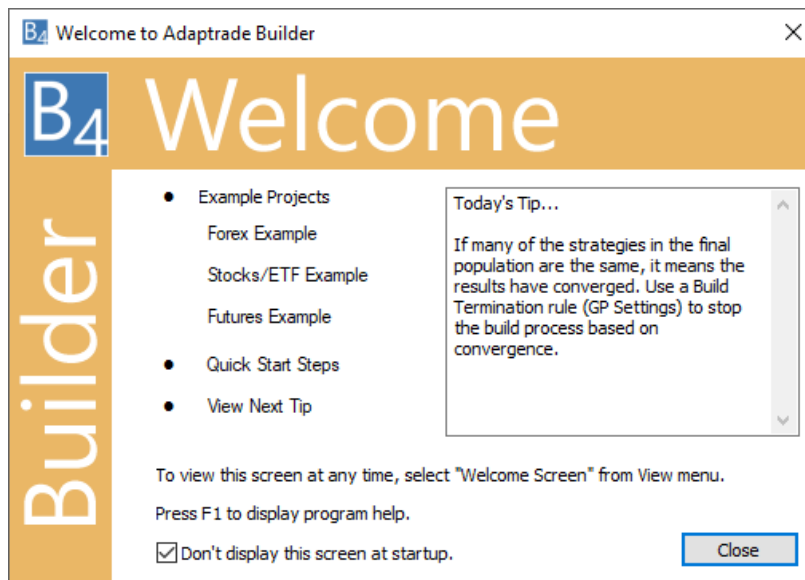 B4 Welcome to Adaptrade Builder
B4 Welcome
Builder
Example Projects
Forex Example
Stocks/ETF Example
Futures Example
Quick Start Steps
View Next Tip
Today's Tip...
If many of the strategies in the final
population are the same, it means the
results have converged. Use a Build
Termination rule (GP Settings) to stop
the build process based on
convergence.
To view this screen at any time, select "Welcome Screen" from View menu.
Press F1 to display program help.
Don't display this screen at startup.
Close